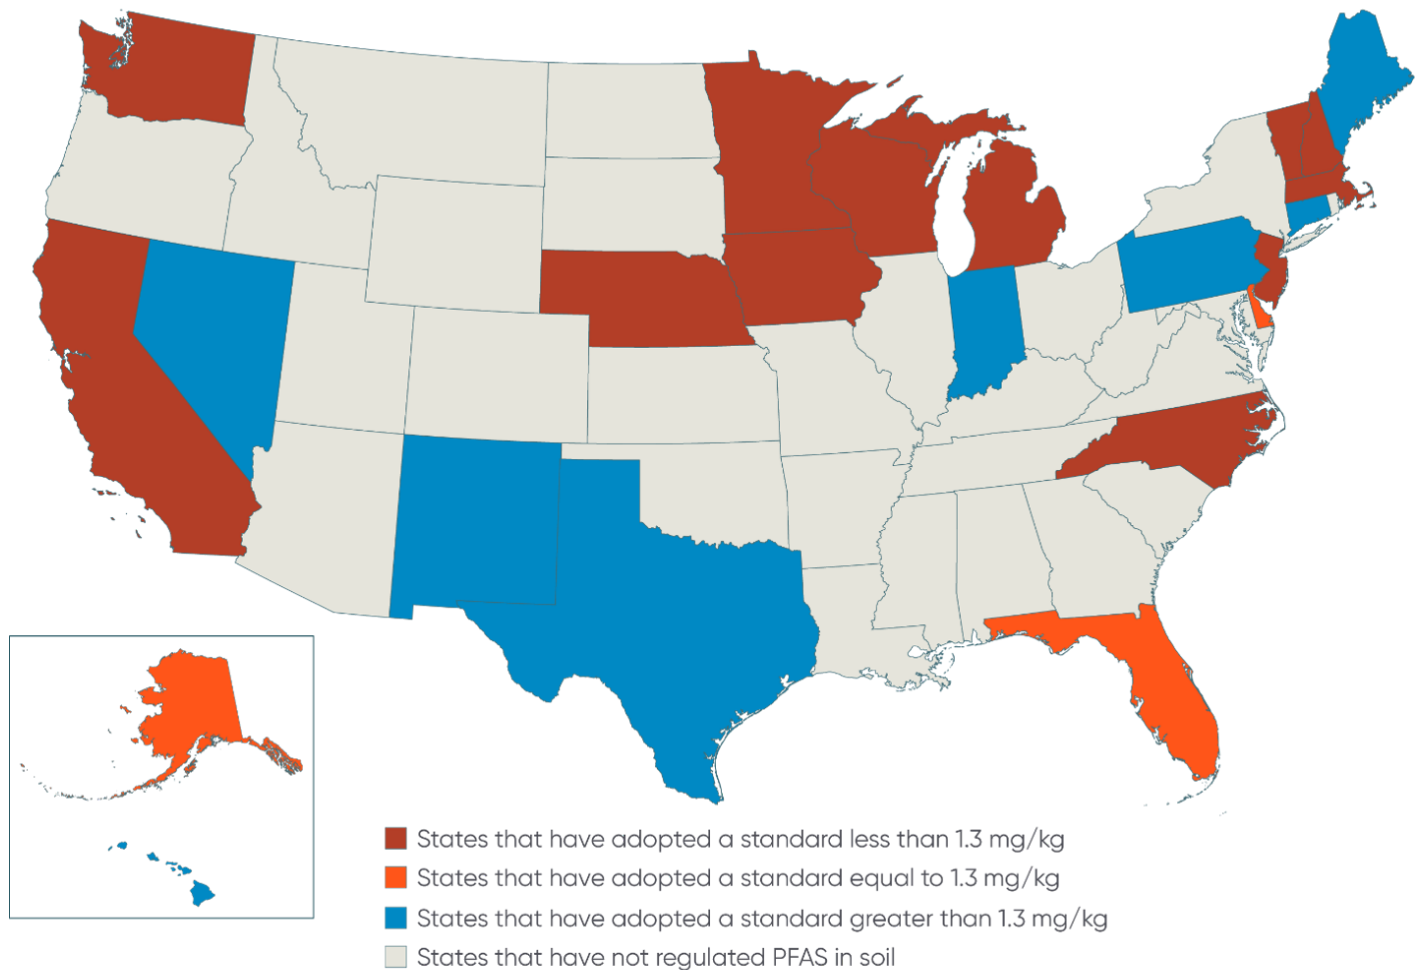 States that have adopted a standard less than 1.3 mg/kg
States that have adopted a standard equal to 1.3 mg/kg
States that have adopted a standard greater than 1.3 mg/kg
States that have not regulated PFAS in soil